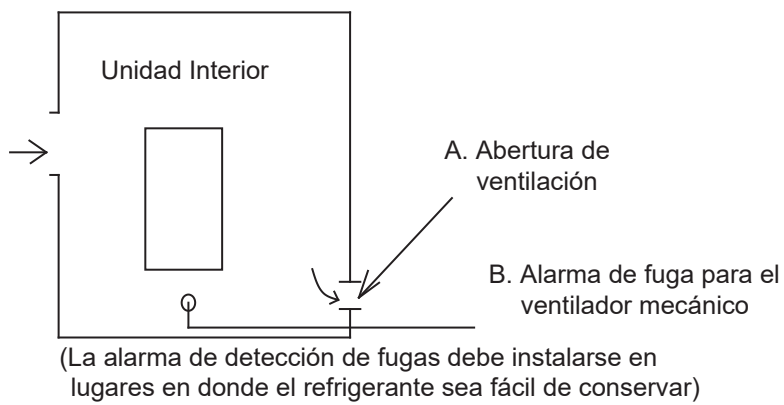 Unidad Interior
A. Abertura de
ventilación
B. Alarma de fuga para el
ventilador mecánico
(La alarma de detección de fugas debe instalarse en
lugares en donde el refrigerante sea fácil de conservar)